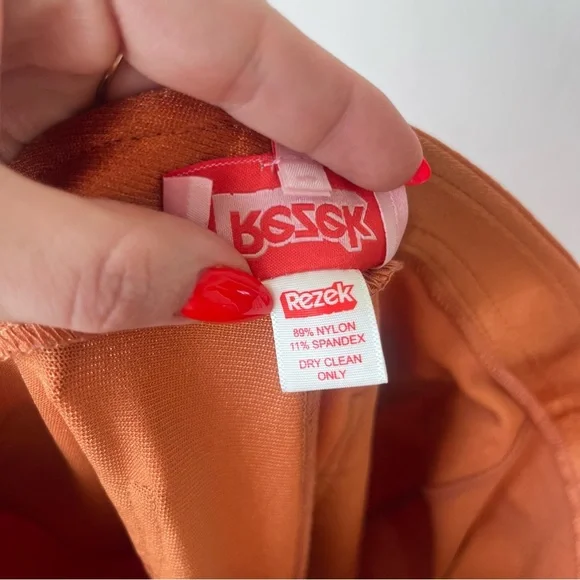 Rezek
Rezek
89% NYLON
11% SPANDEX
DRY CLEAN
ONLY